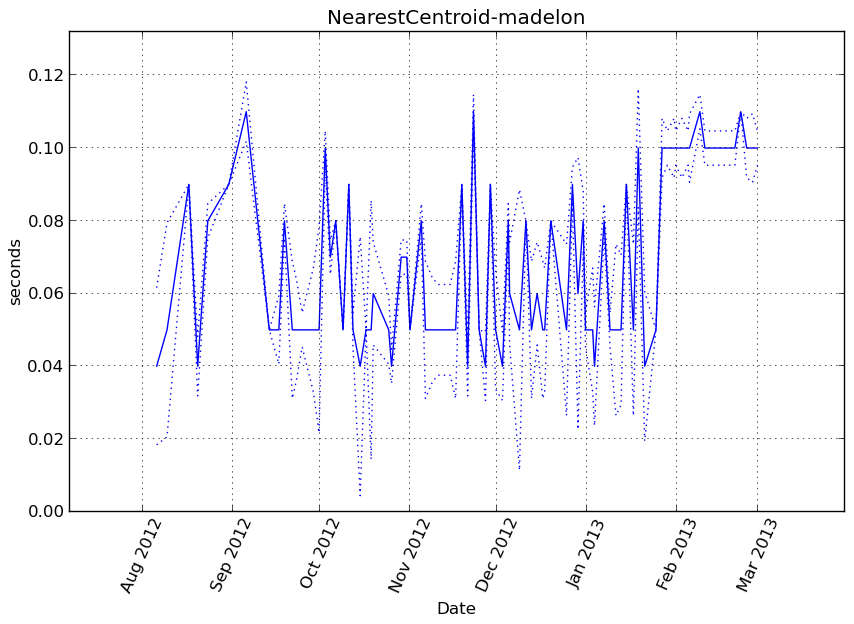 NearestCentroid-madelon
0.12
0.10
0.08
0.06
0.04
0.02
0.00
seconds
Aug 2012
Sep 2012
Oct 2012
Nov 2012
Dec 2012
Jan 2013
Feb 2013
Mar 2013
Date